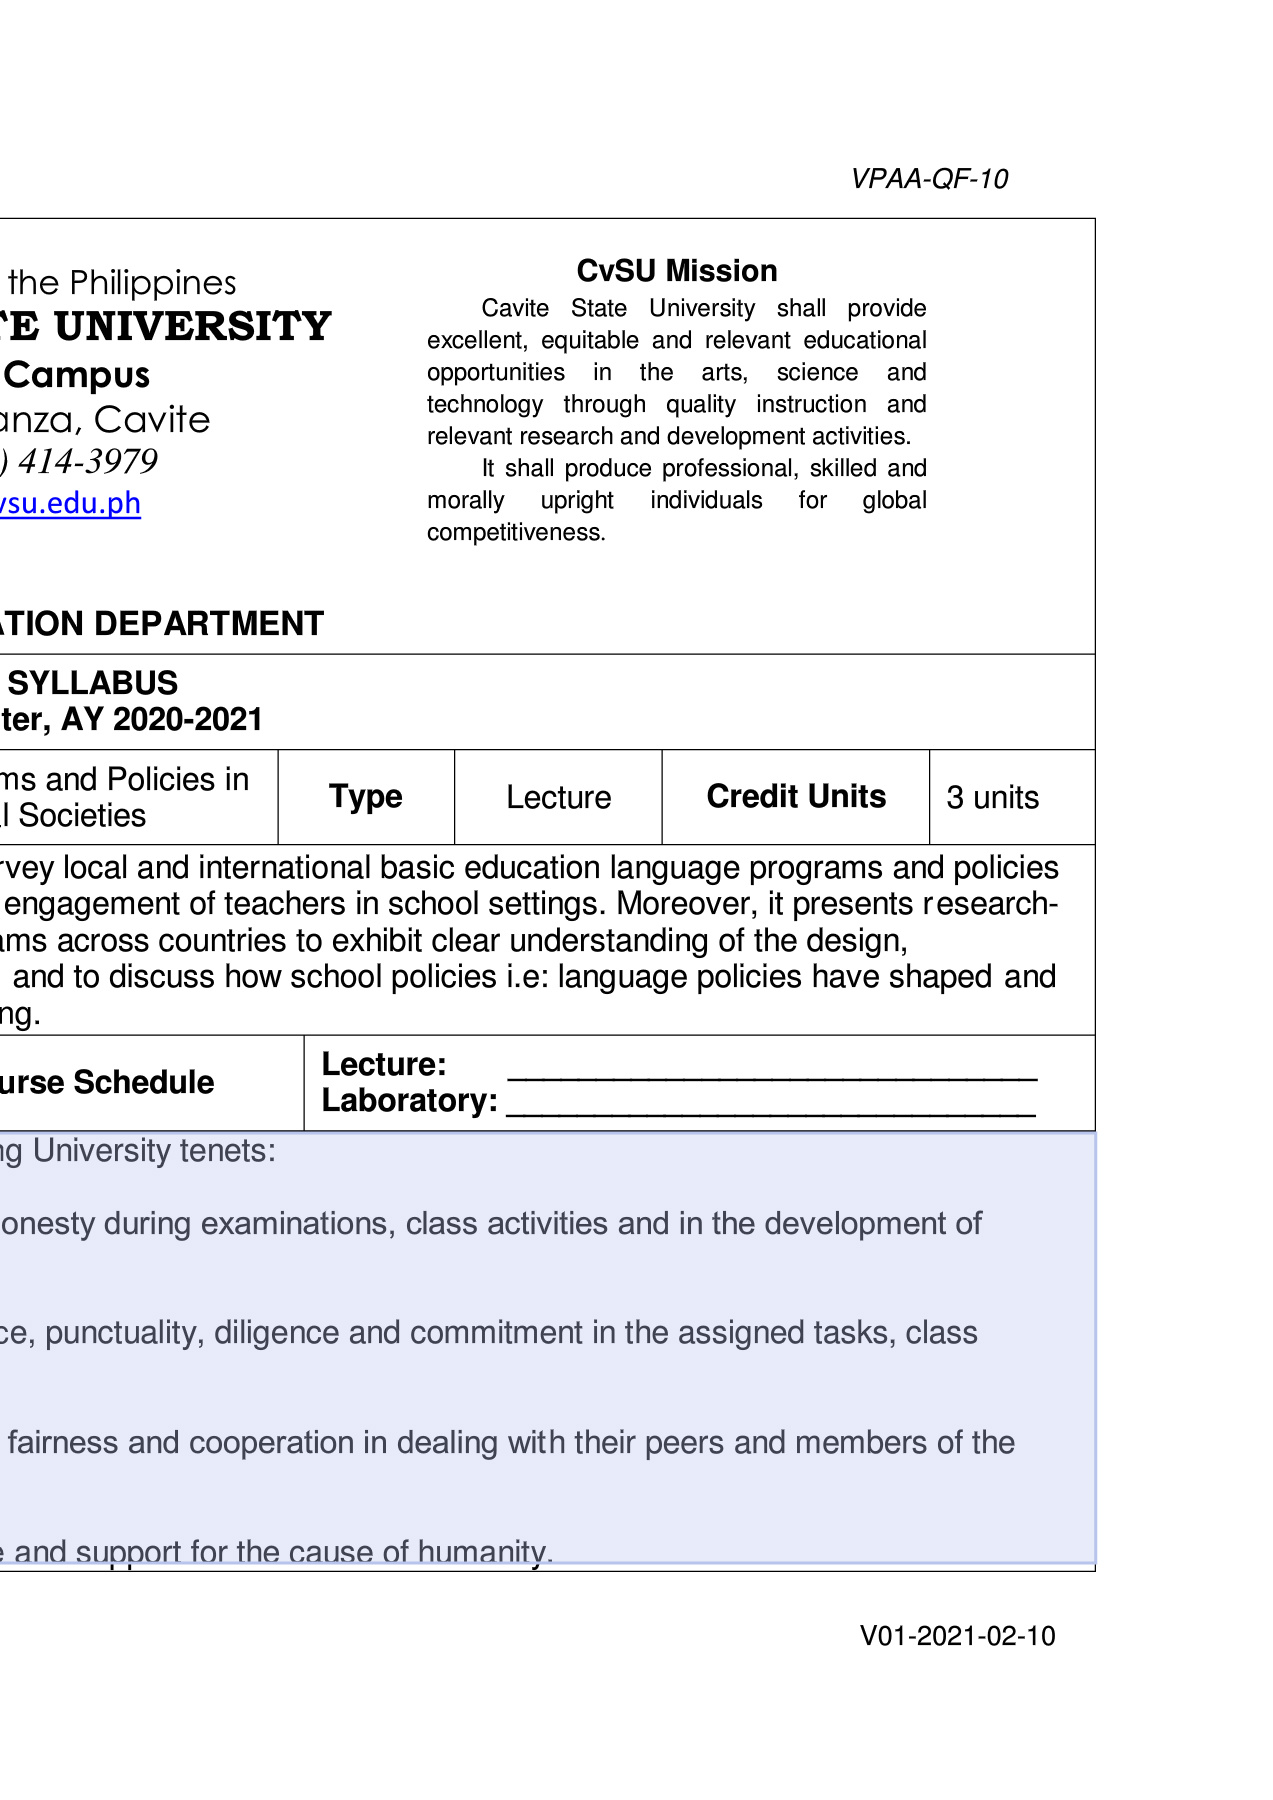 VPAA-QF-10
the Philippines
TE UNIVERSITY
Campus
anza, Cavite
) 414-3979
vsu.edu.ph
CvSU Mission
Cavite State University shall provide
excellent, equitable and relevant educational
opportunities in the arts, science and
technology through quality instruction and
relevant research and development activities.
It shall produce professional, skilled and
morally upright individuals for global
competitiveness.
ATION DEPARTMENT
SYLLABUS
ter, AY 2020-2021
ms and Policies in
l Societies
Type
Lecture
Credit Units
3 units
rvey local and international basic education language programs and policies
engagement of teachers in school settings. Moreover, it presents research-
ams across countries to exhibit clear understanding of the design,
and to discuss how school policies i.e: language policies have shaped and
ng.
urse Schedule
Lecture: ______________________________
Laboratory: ______________________________
ng University tenets:
onesty during examinations, class activities and in the development of
ce, punctuality, diligence and commitment in the assigned tasks, class
fairness and cooperation in dealing with their peers and members of the
e and support for the cause of humanity.
V01-2021-02-10